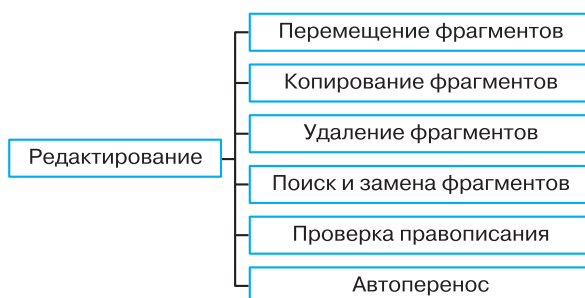 Перемещение фрагментов
Копирование фрагментов
Удаление фрагментов
Редактирование
Поиск и замена фрагментов
Проверка правописания
Автоперенос